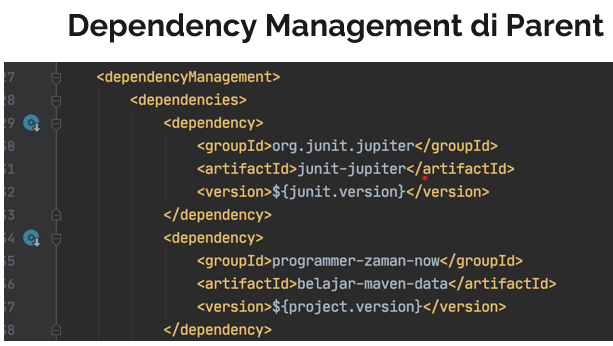 Dependency Management di Parent
27 <dependencyManagement>
28 <dependencies>
29 <dependency>
30 <groupId>org.junit.jupiter</groupId>
31 <artifactId>junit-jupiter</artifactId>
32 <version>${junit.version}</version>
33 </dependency>
34 <dependency>
35 <groupId>programmer-zaman-now</groupId>
36 <artifactId>belajar-maven-data</artifactId>
37 <version>${project.version}</version>
38 </dependency>